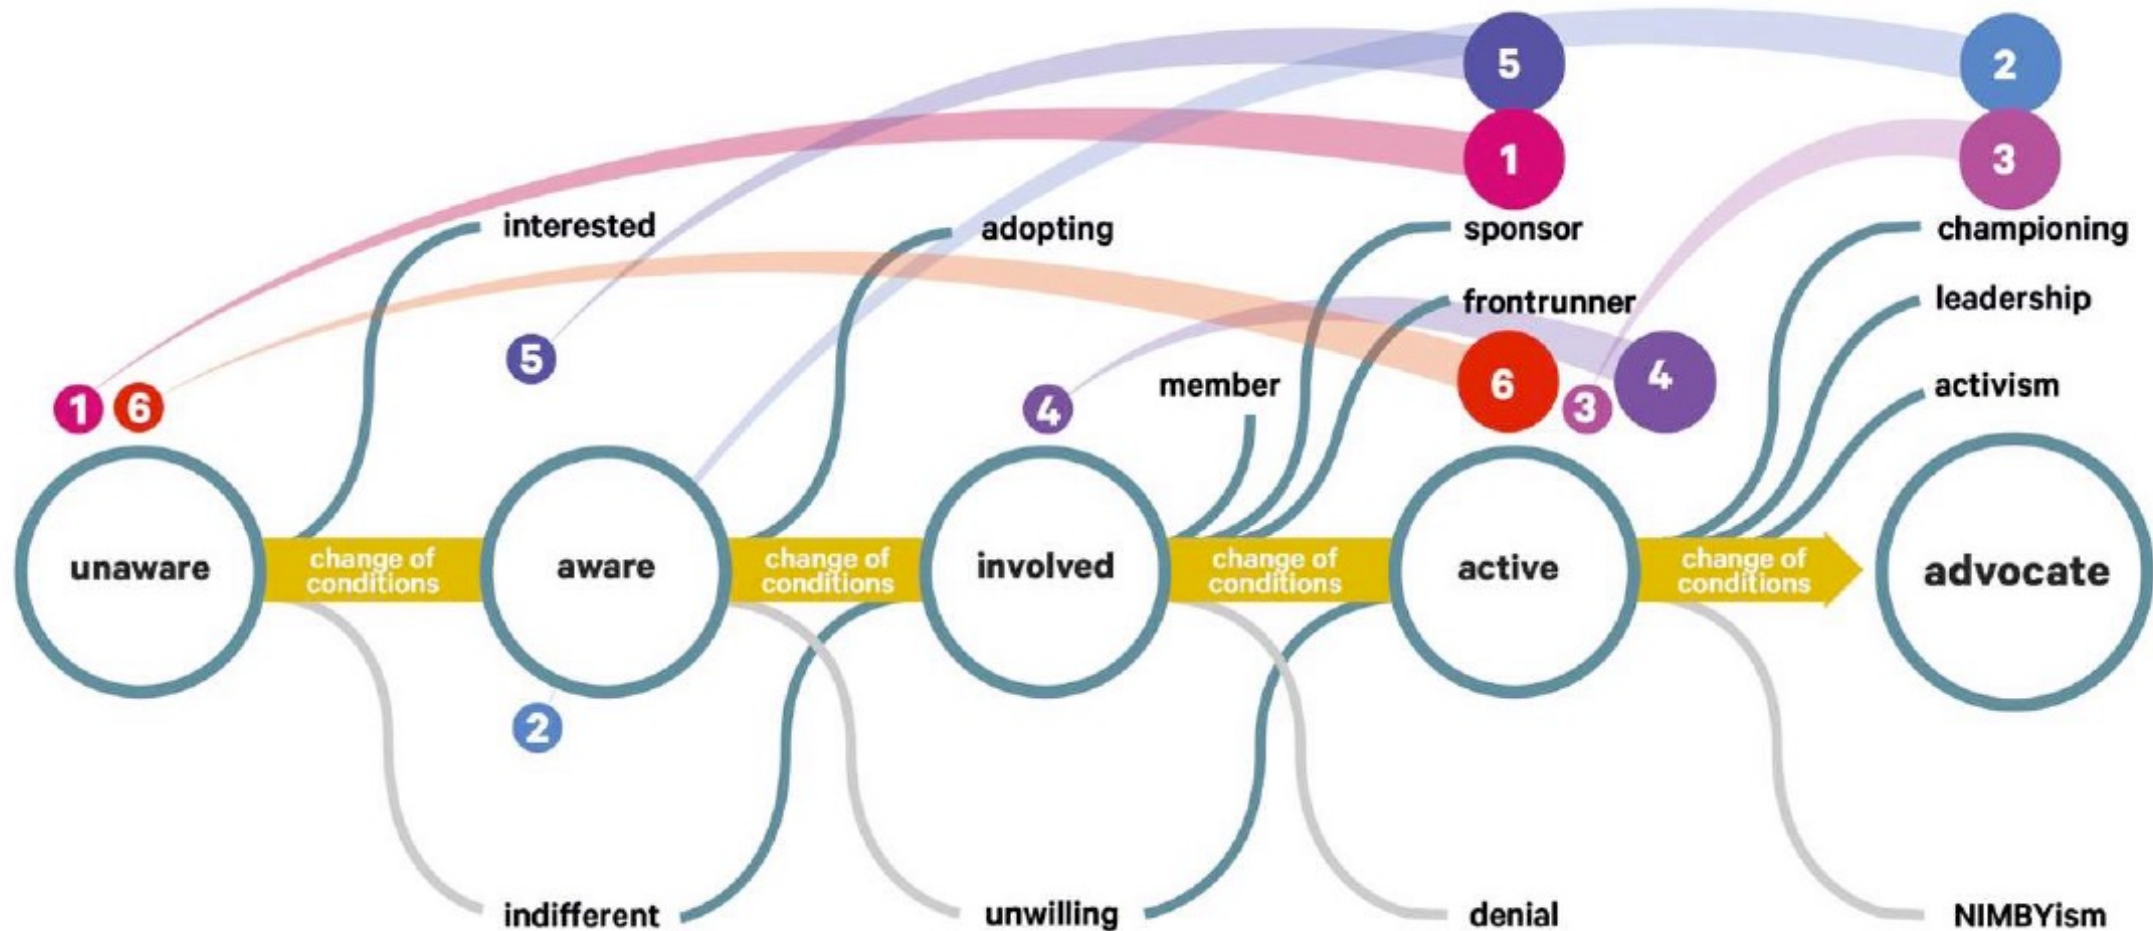 5
2
1
3
interested
adopting
sponsor
championing
frontrunner
leadership
5
member
6
4
activism
1
6
4
3
unaware
change of
conditions
aware
change of
conditions
involved
change of
conditions
active
change of
conditions
advocate
2
indifferent
unwilling
denial
NIMBYism